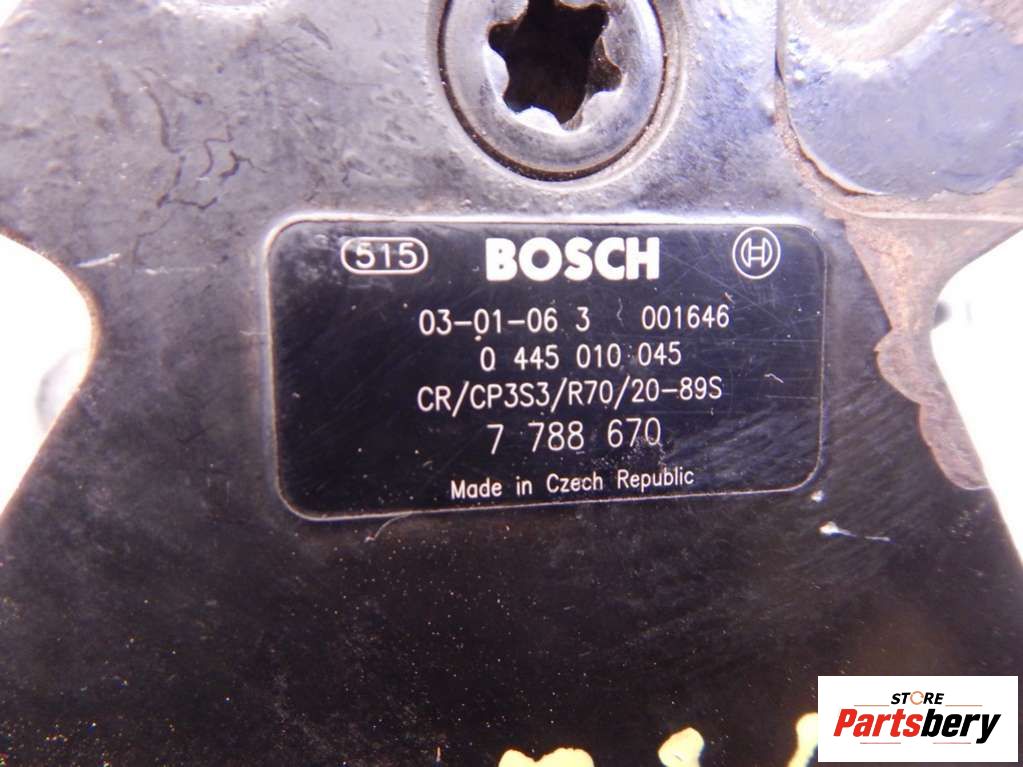 515 BOSCH
03-01-06 3 001646
0 445 010 045
CR/CP3S3/R70/20-89S
7 788 670
Made in Czech Republic
STORE
Partsbery